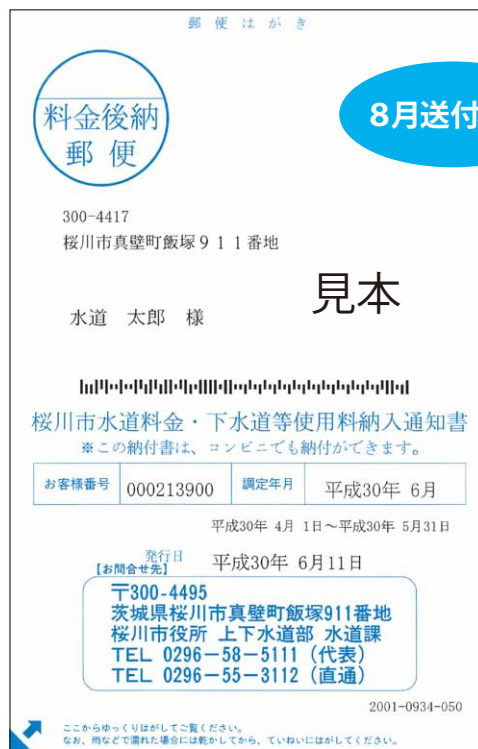 郵便はがき
料金後納
郵便
8月送付
300-4417
桜川市真壁町飯塚911番地
見本
水道 太郎 様
桜川市水道料金・下水道等使用料納入通知書
※この納付書は、コンビニでも納付ができます。
お客様番号 000213900 調定年月 平成30年 6月
平成30年 4月 1日~平成30年 5月31日
発行日 平成30年 6月11日
【お問合せ先】
〒300-4495
茨城県桜川市真壁町飯塚911番地
桜川市役所 上下水道部 水道課
TEL 0296-58-5111(代表)
TEL 0296-55-3112(直通)
2001-0934-050
ここからゆっくりはがしてご覧ください。
なお、雨などで濡れた場合には乾かしてから、ていねいにはがしてください。